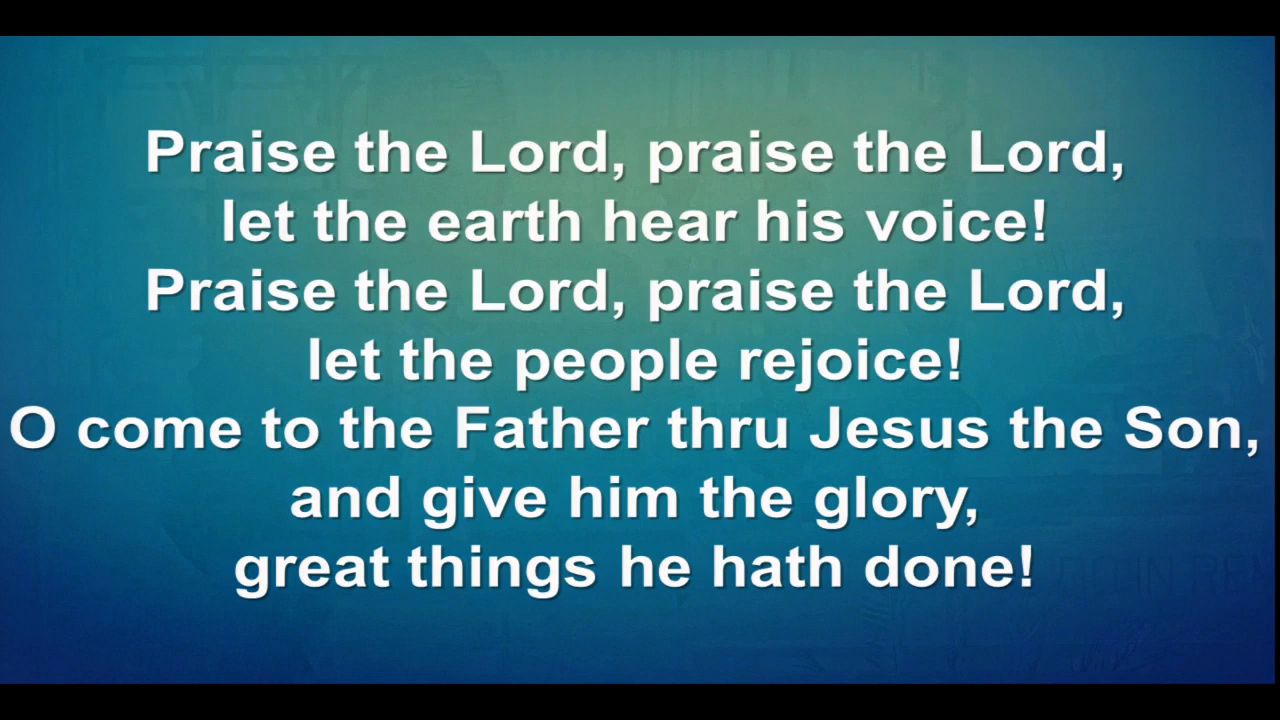 Praise the Lord, praise the Lord,
let the earth hear his voice!
Praise the Lord, praise the Lord,
let the people rejoice!
O come to the Father thru Jesus the Son,
and give him the glory,
great things he hath done!